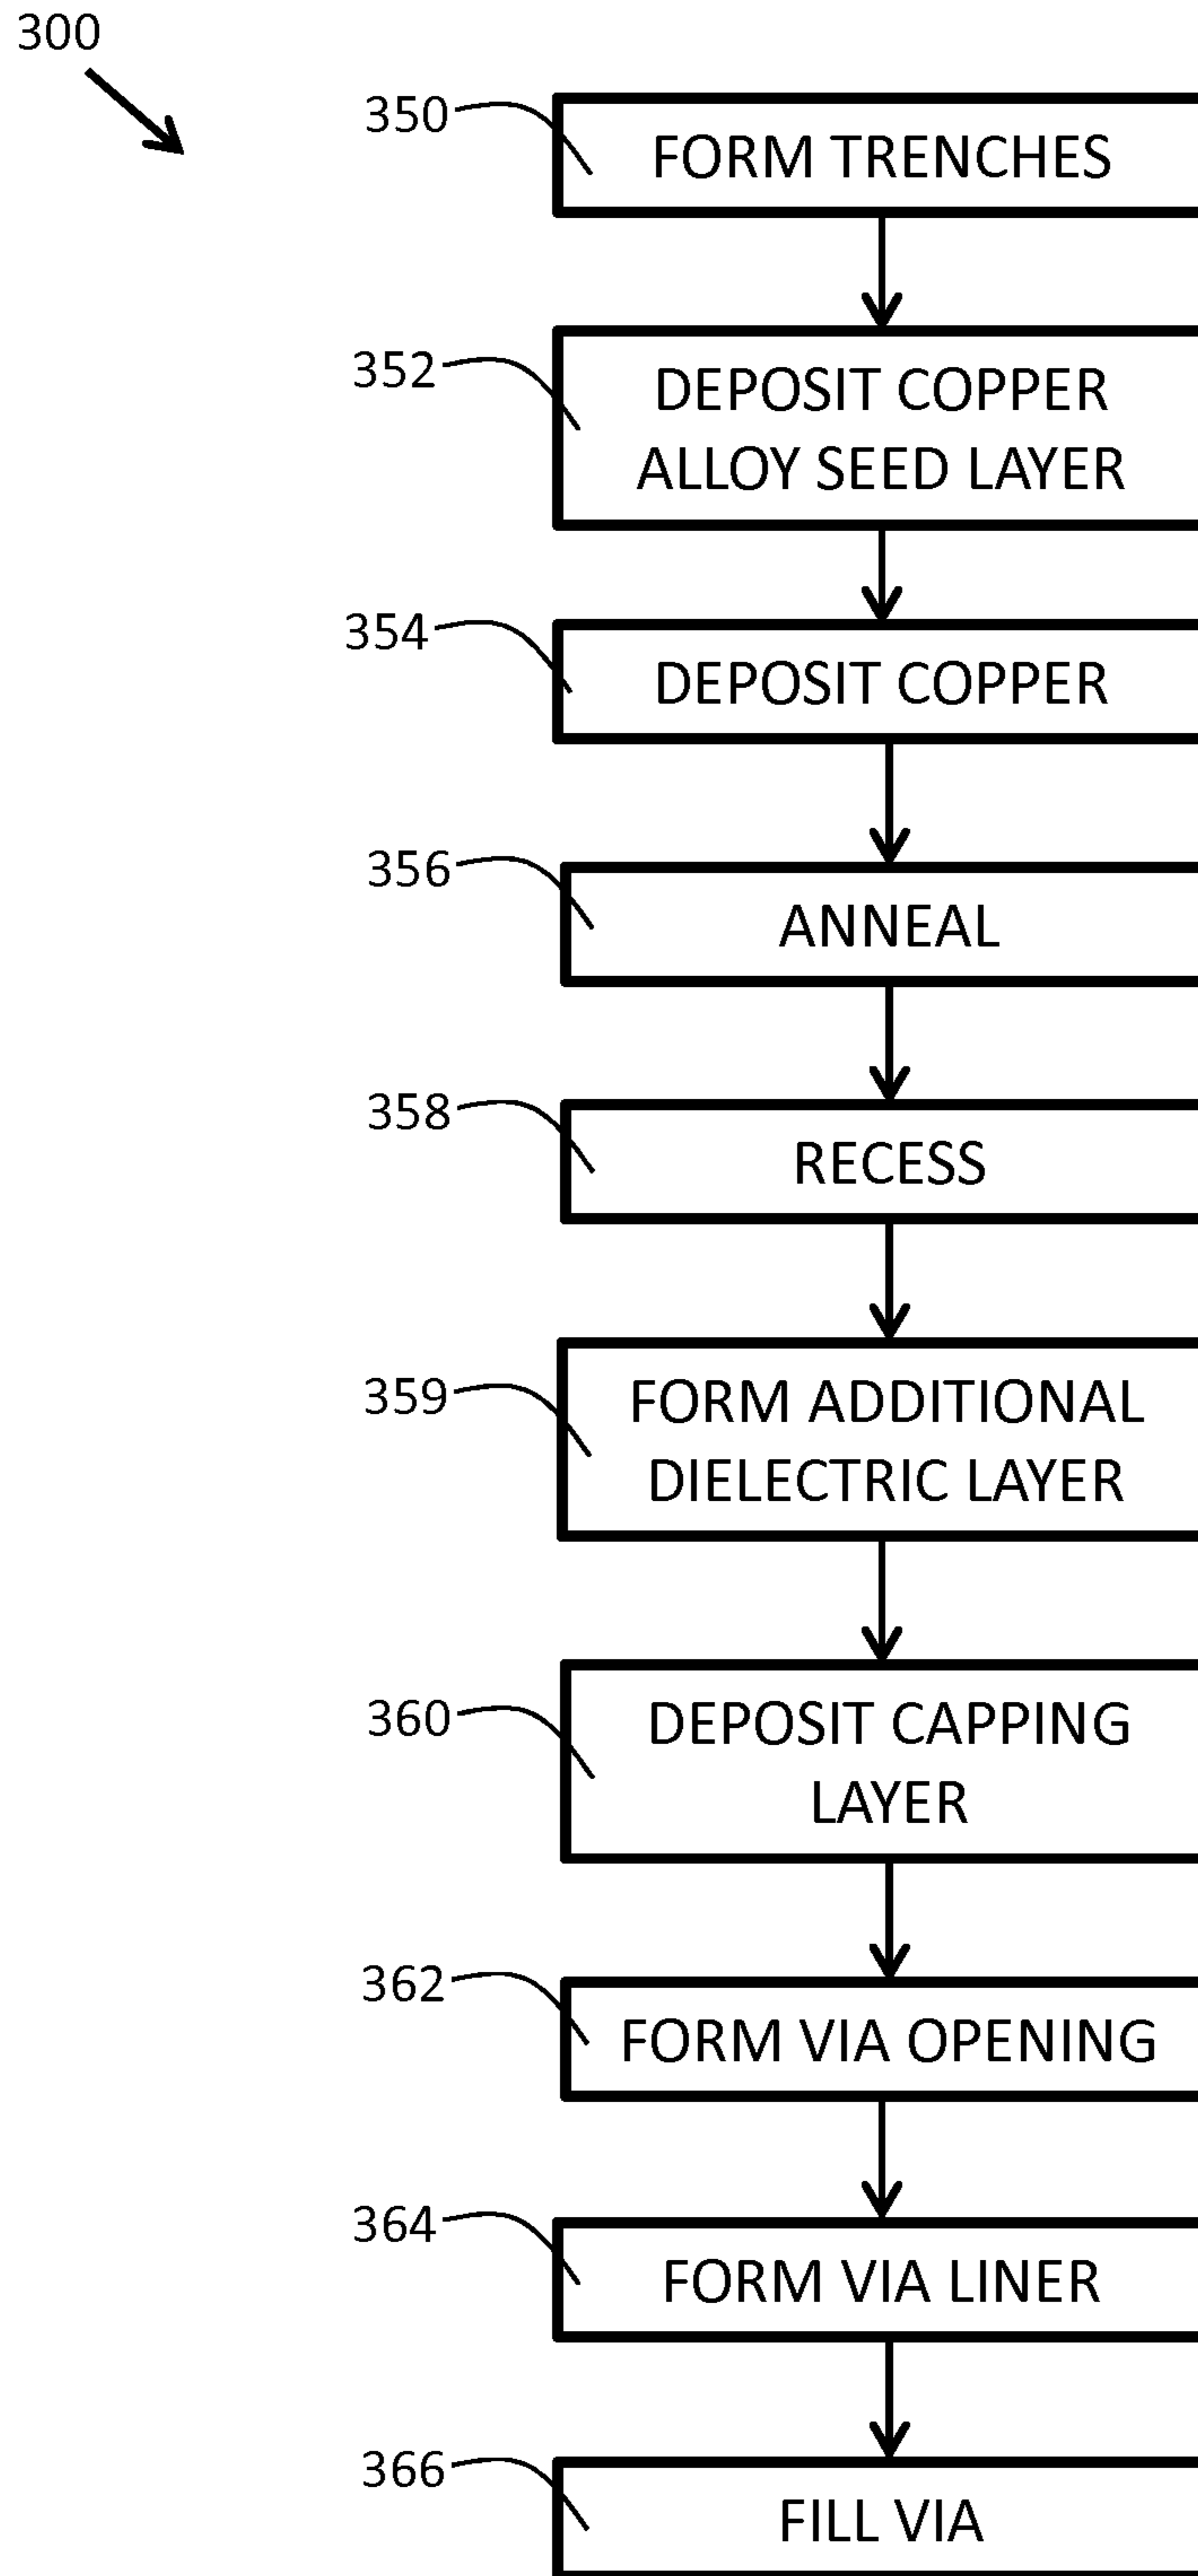 300
350
FORM TRENCHES
352
DEPOSIT COPPER
ALLOY SEED LAYER
354
DEPOSIT COPPER
356
ANNEAL
358
RECESS
359
FORM ADDITIONAL
DIELECTRIC LAYER
360
DEPOSIT CAPPING
LAYER
362
FORM VIA OPENING
364
FORM VIA LINER
366
FILL VIA